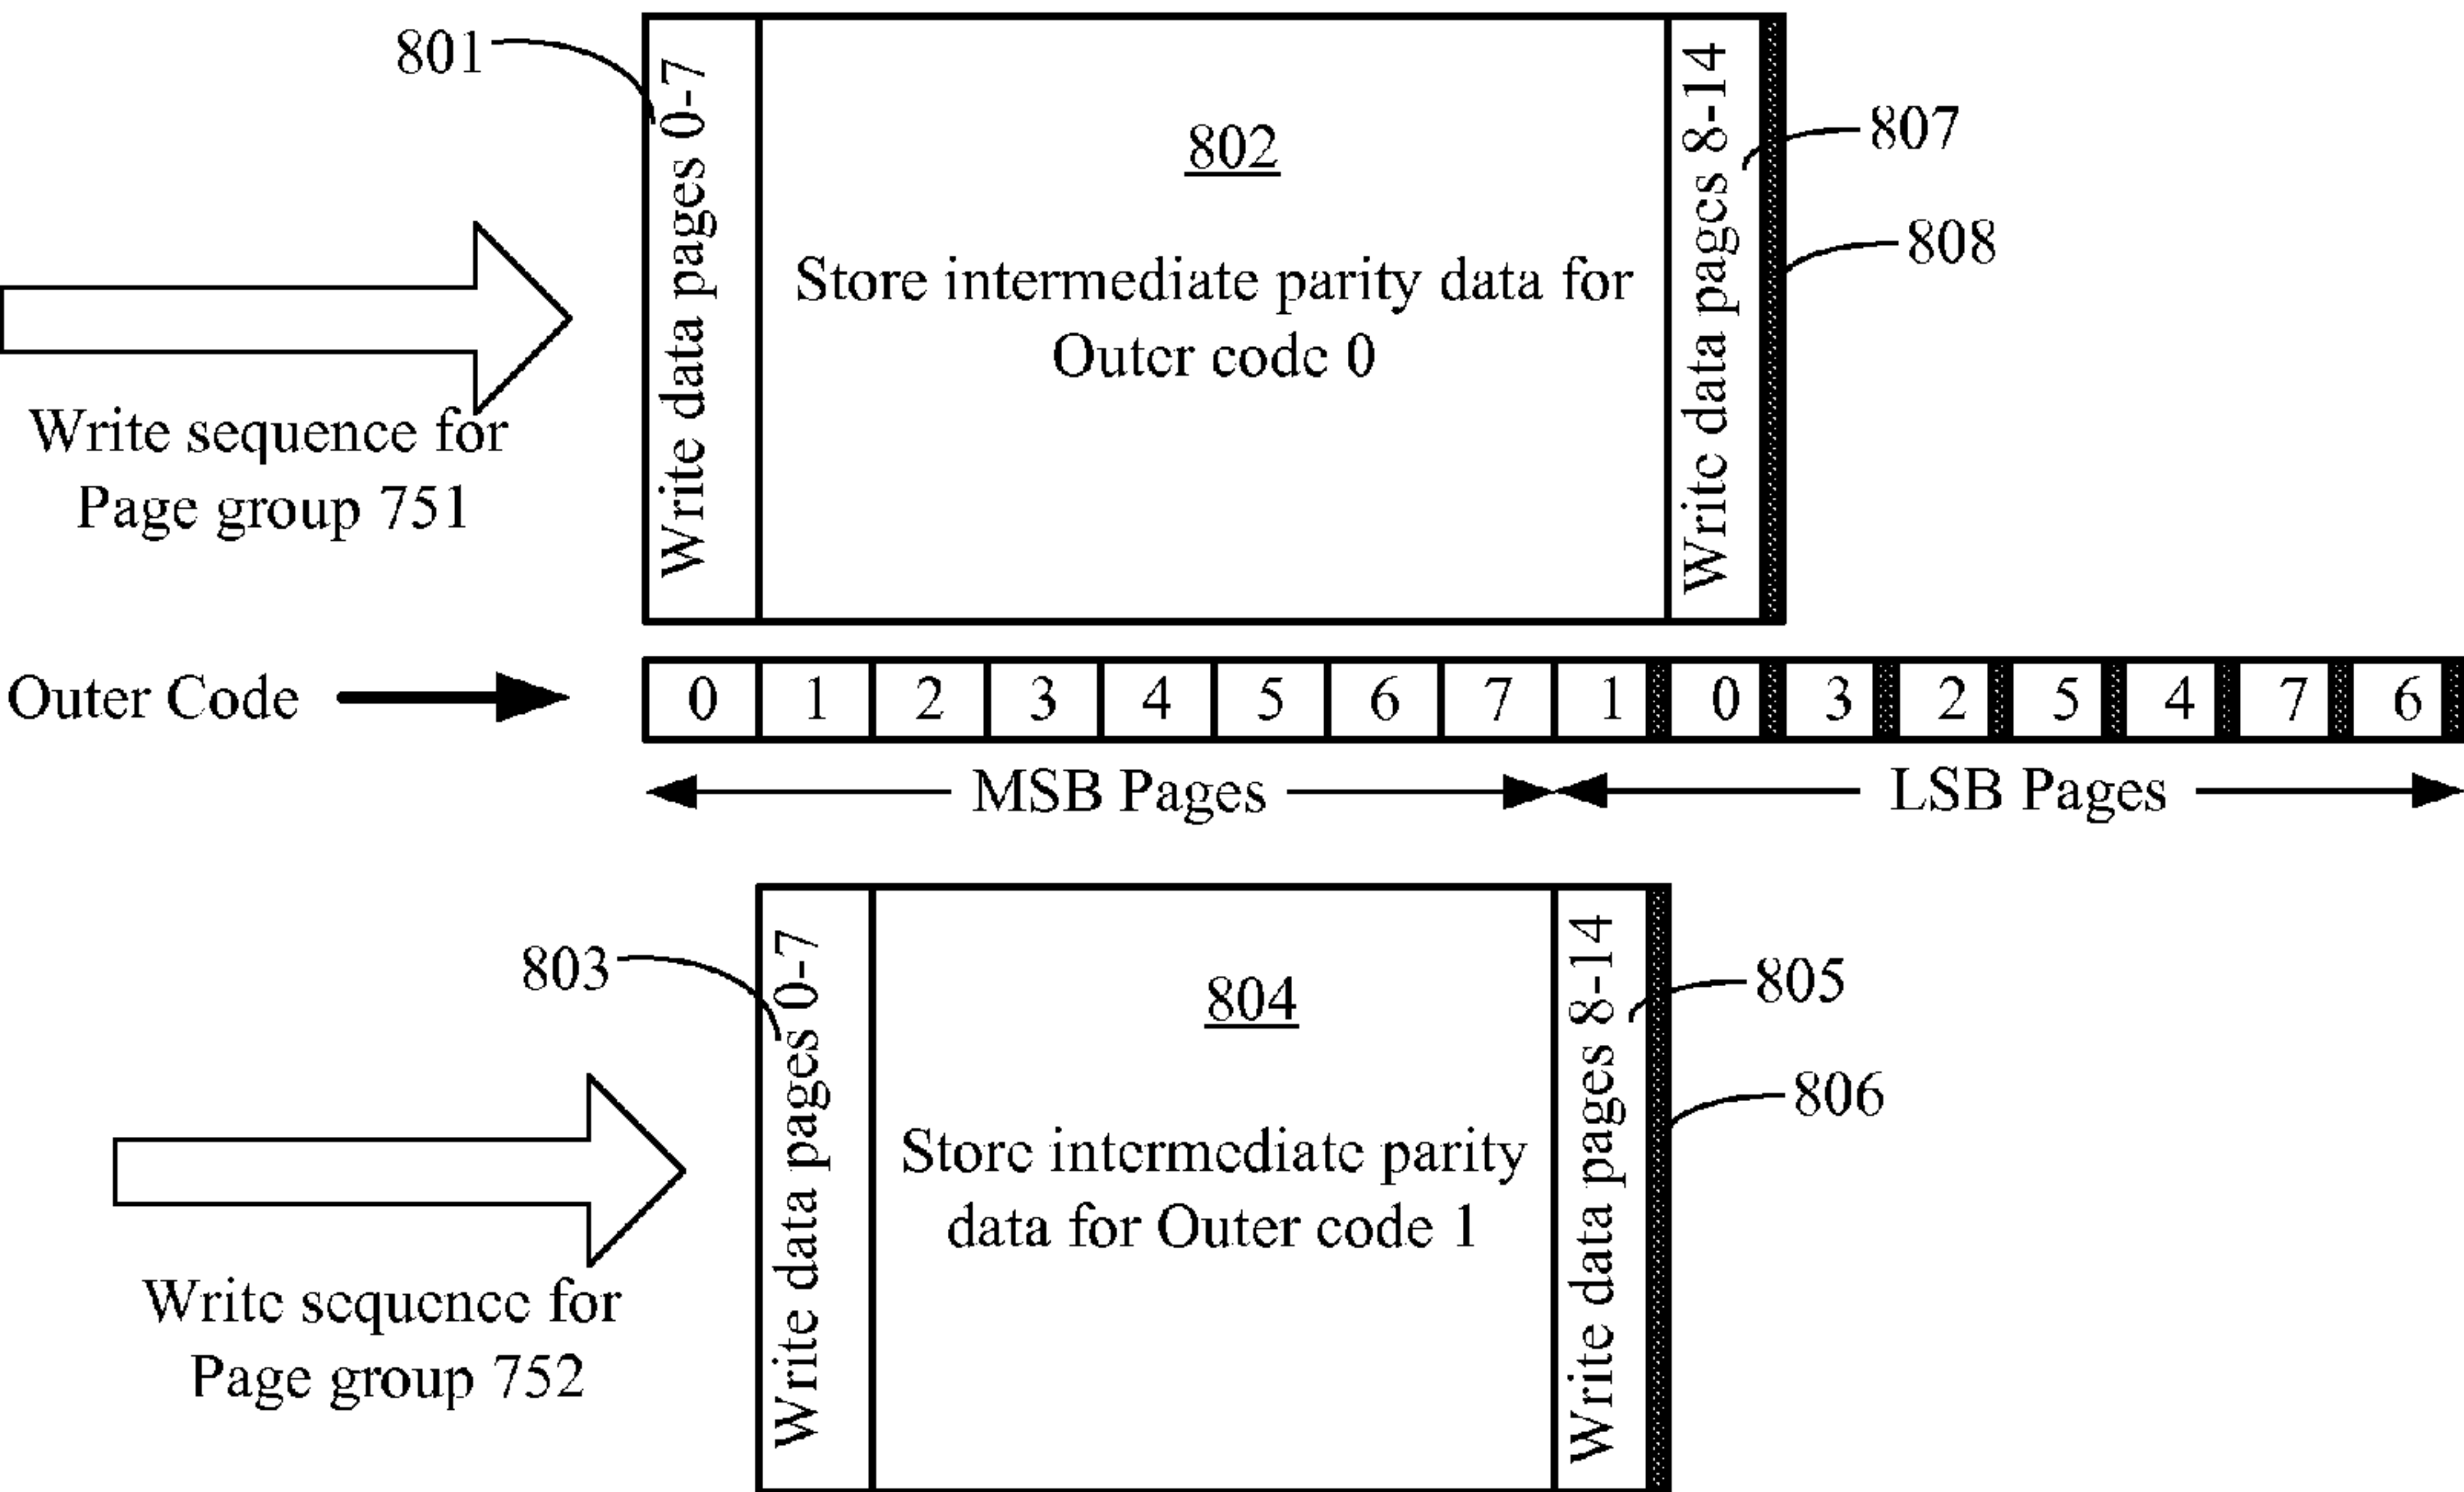 801
Write data pages 0-7
802
Store intermediate parity data for
Outer code 0
Write data pages 8-14
807
808
Write sequence for
Page group 751
Outer Code
0 1 2 3 4 5 6 7 1 0 3 2 5 4 7 6
MSB Pages
LSB Pages
803
Write data pages 0-7
804
Store intermediate parity
data for Outer code 1
Write data pages 8-14
805
806
Write sequence for
Page group 752